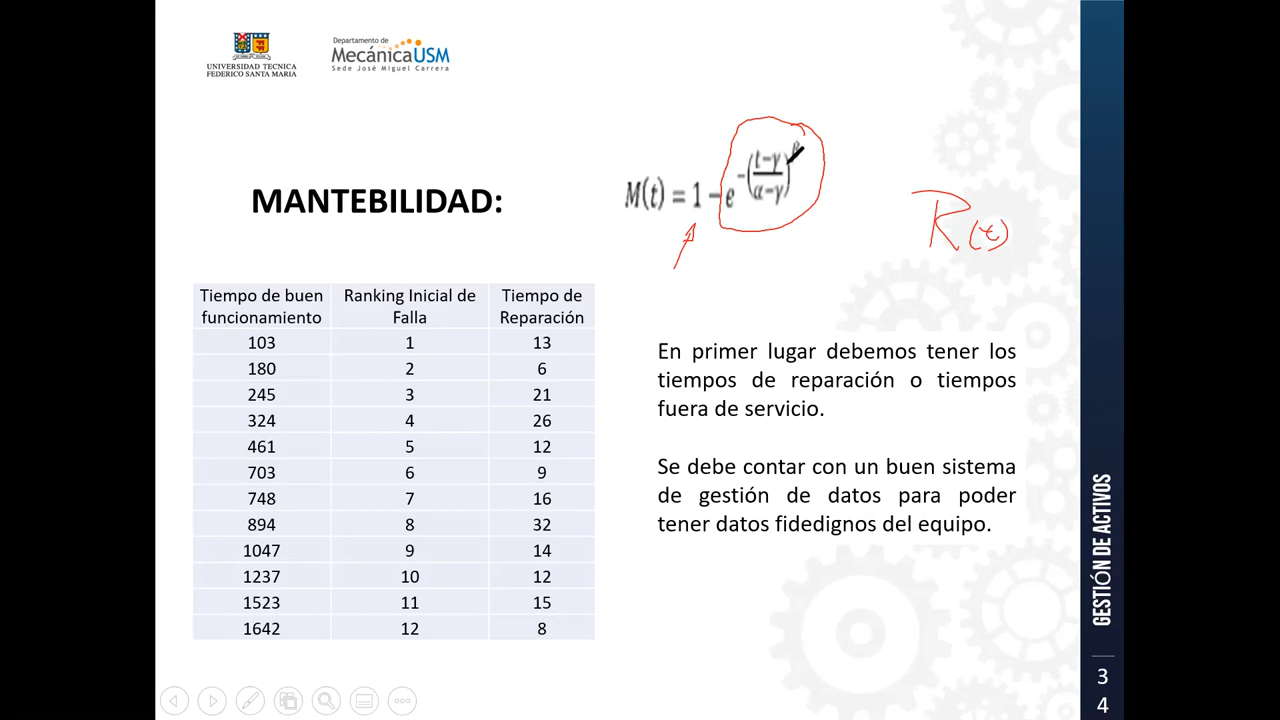 UNIVERSIDAD TECNICA
FEDERICO SANTA MARIA
Departamento de
MecánicaUSM
Sede José Miguel Carrera
MANTEBILIDAD:
M(t) = 1 − e^−((t−γ)/(α−γ))^β
R(t)
Tiempo de buen funcionamiento | Ranking Inicial de Falla | Tiempo de Reparación
103 | 1 | 13
180 | 2 | 6
245 | 3 | 21
324 | 4 | 26
461 | 5 | 12
703 | 6 | 9
748 | 7 | 16
894 | 8 | 32
1047 | 9 | 14
1237 | 10 | 12
1523 | 11 | 15
1642 | 12 | 8
En primer lugar debemos tener los
tiempos de reparación o tiempos
fuera de servicio.
Se debe contar con un buen sistema
de gestión de datos para poder
tener datos fidedignos del equipo.
GESTIÓN DE ACTIVOS
3
4